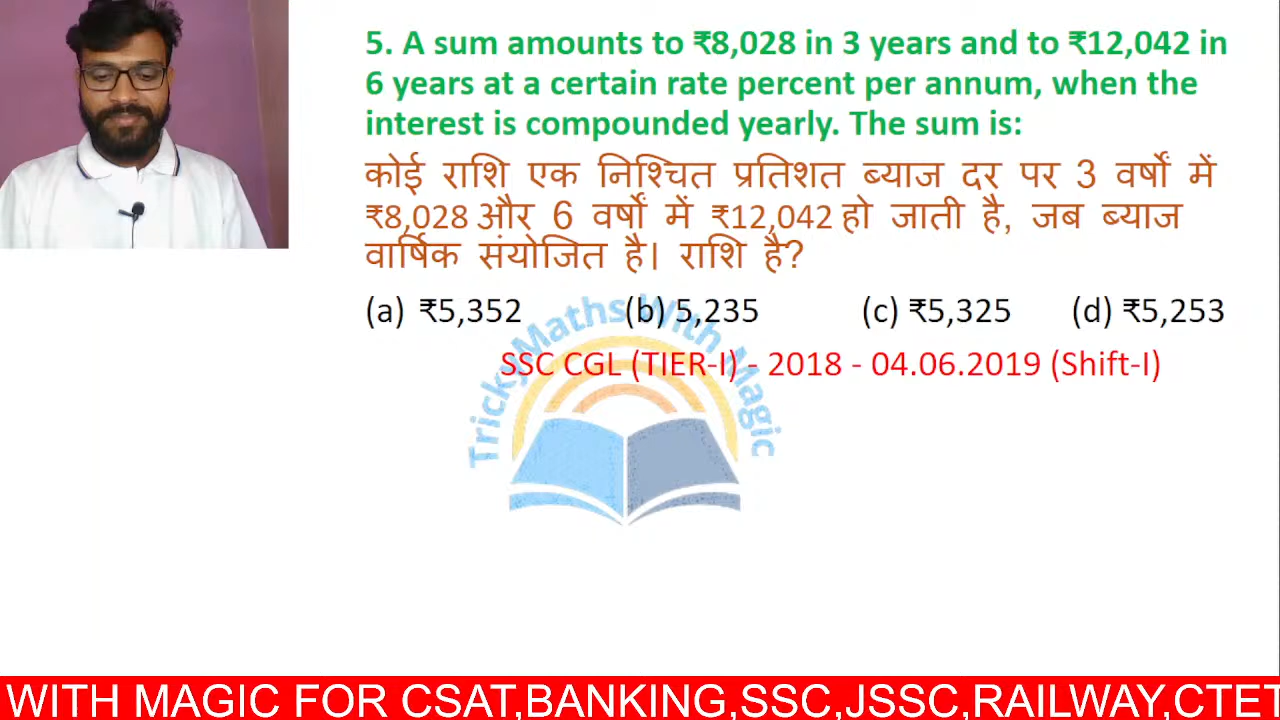 5. A sum amounts to ₹8,028 in 3 years and to ₹12,042 in
6 years at a certain rate percent per annum, when the
interest is compounded yearly. The sum is:
कोई राशि एक निश्चित प्रतिशत ब्याज दर पर 3 वर्षों में
₹8,028 और 6 वर्षों में ₹12,042 हो जाती है, जब ब्याज
वार्षिक संयोजित है। राशि है?
(a) ₹5,352 (b) 5,235 (c) ₹5,325 (d) ₹5,253
SSC CGL (TIER-I) - 2018 - 04.06.2019 (Shift-I)
TrickyMaths With Magic
WITH MAGIC FOR CSAT,BANKING,SSC,JSSC,RAILWAY,CTET